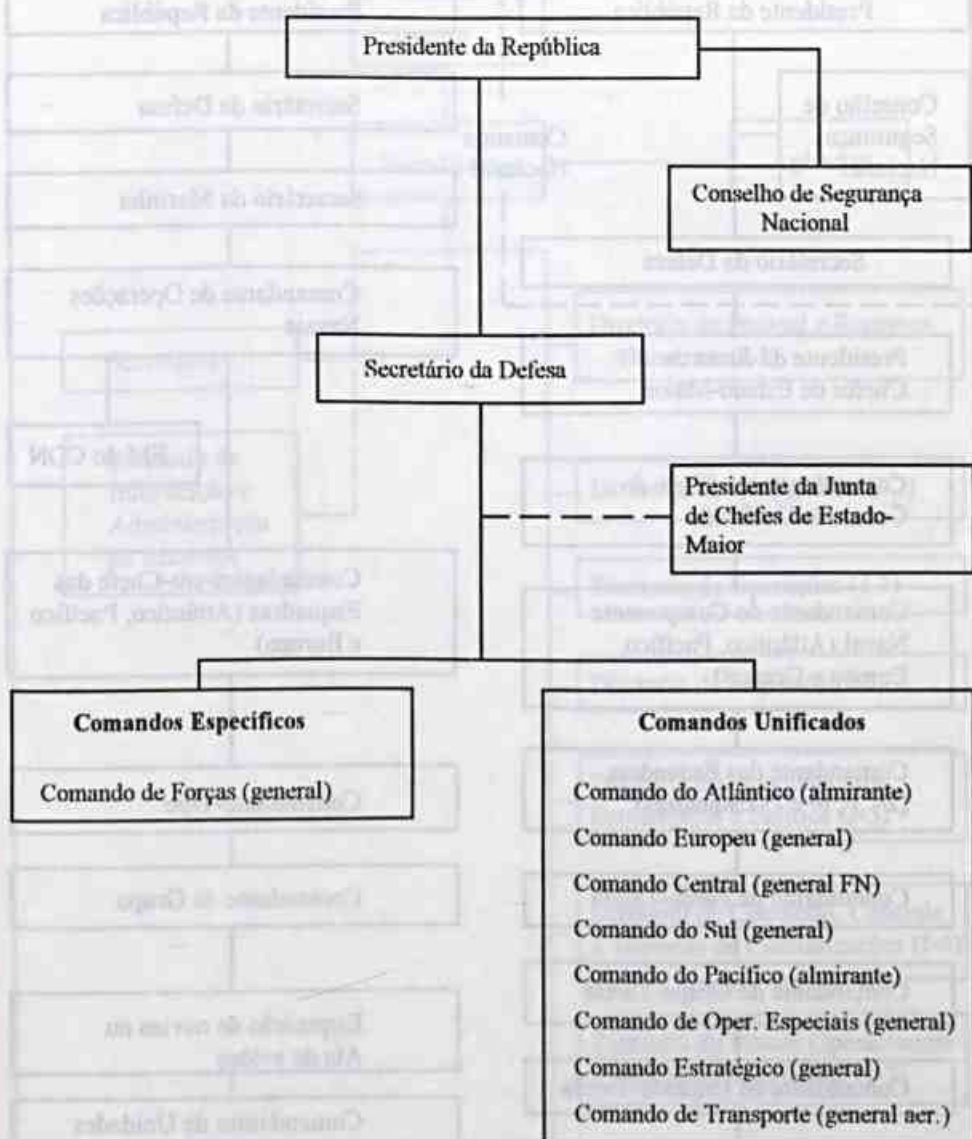 Presidente da República
Conselho de Segurança
Nacional
Secretário da Defesa
Presidente da Junta
de Chefes de Estado-
Maior
Comandos Específicos
Comando de Forças (general)
Comandos Unificados
Comando do Atlântico (almirante)
Comando Europeu (general)
Comando Central (general FN)
Comando do Sul (general)
Comando do Pacífico (almirante)
Comando de Oper. Especiais (general)
Comando Estratégico (general)
Comando de Transporte (general aer.)